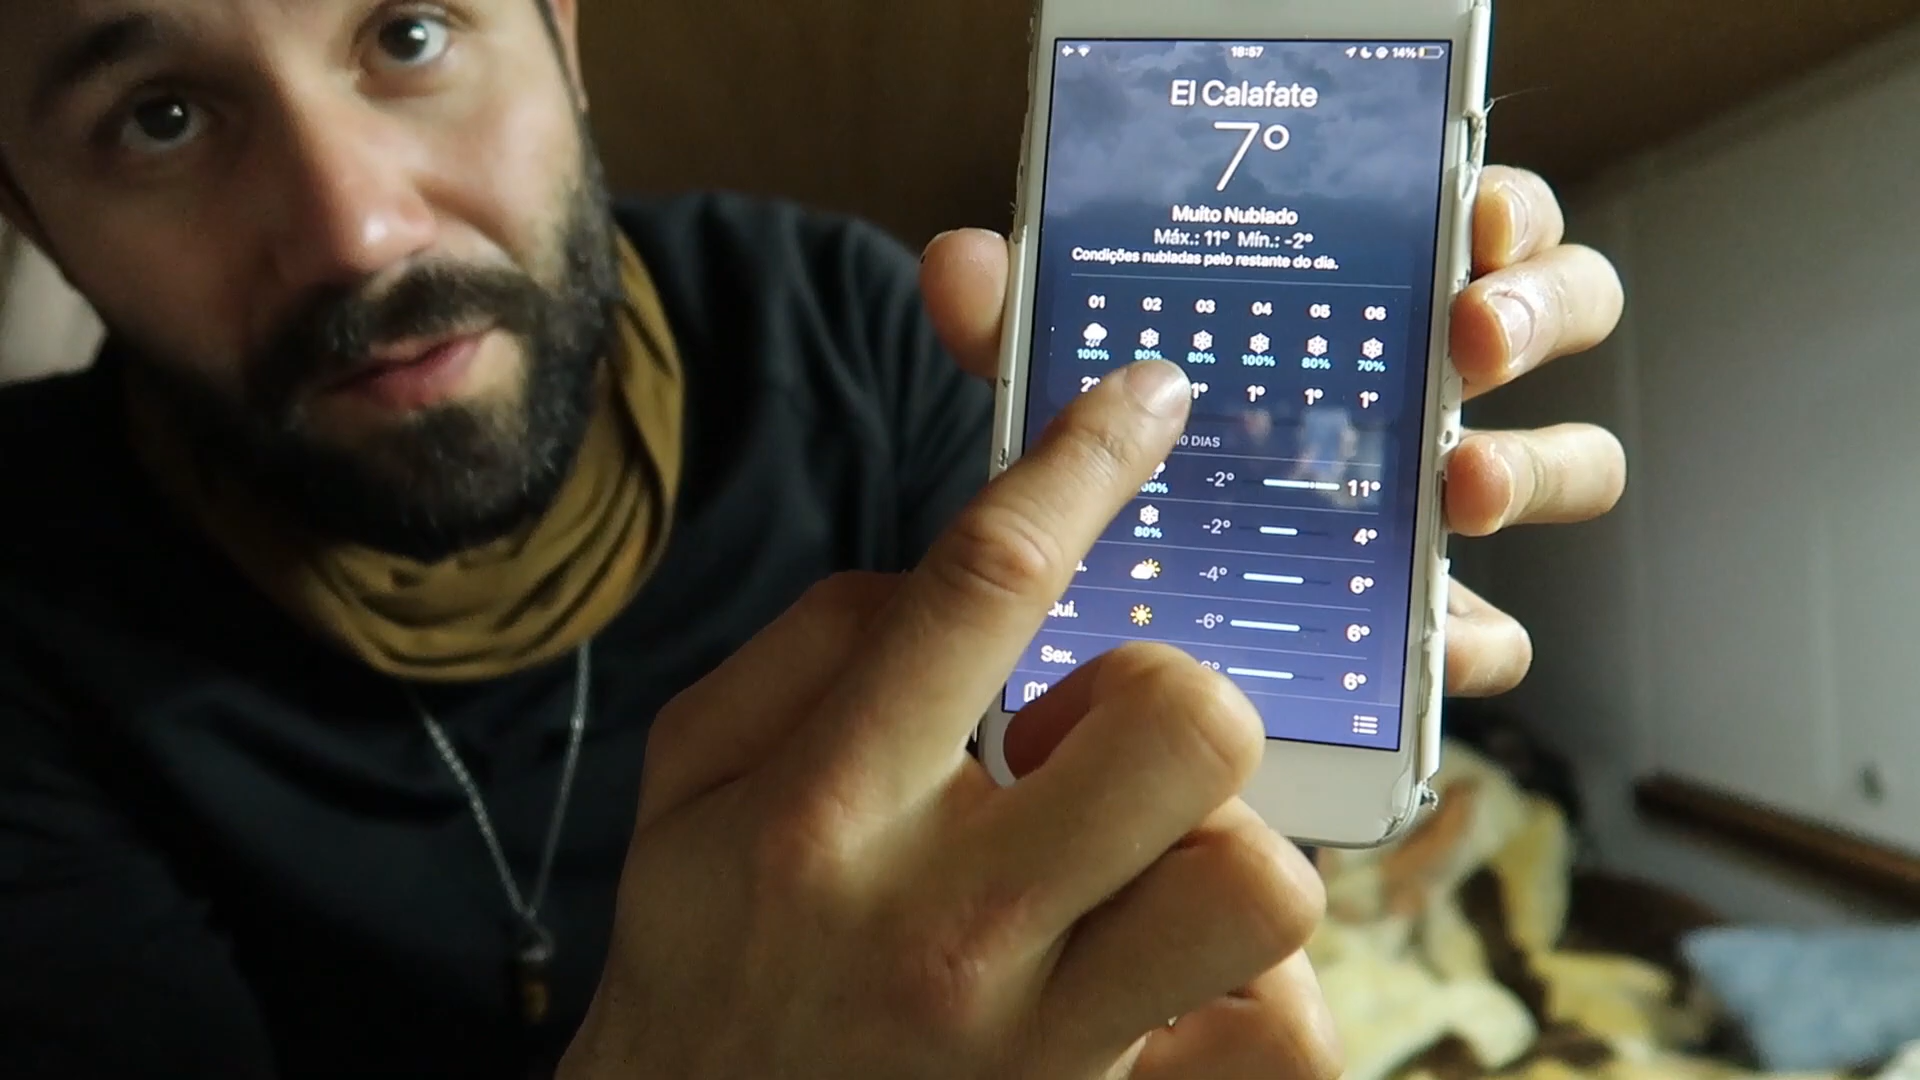 18:57 14%
El Calafate
7°
Muito Nublado
Máx.: 11° Mín.: -2°
Condições nubladas pelo restante do dia.
01 02 03 04 05 06
100% 90% 80% 100% 80% 70%
1° 1° 1° 1°
10 DIAS
-2° 11°
80% -2° 4°
-4° 6°
Qui. -6° 6°
Sex. 6°